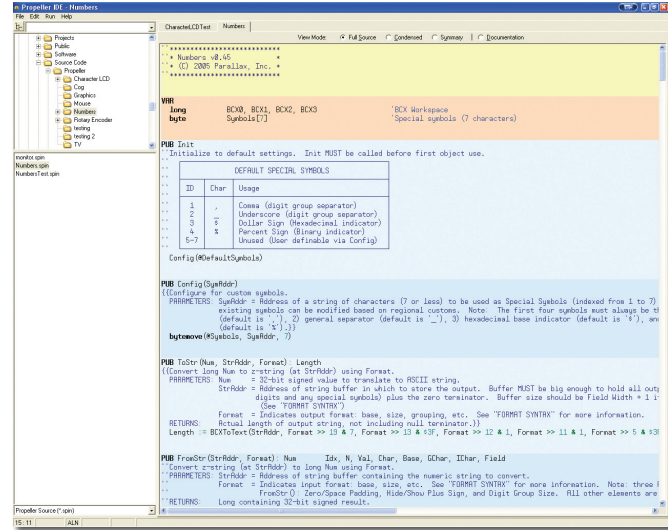 Propeller IDE - Numbers
File Edit Run Help
CharacterLCDTest Numbers
View Mode: Full Source Condensed Summary Documentation
Projects
Public
Software
Source Code
Propeller
Character LCD
Cog
Graphics
Mouse
Numbers
Rotary Encoder
testing
testing 2
TV
monitor.spin
Numbers.spin
NumbersTest.spin
''***************************
''* Numbers v0.45 *
''* (C) 2005 Parallax, Inc. *
''***************************
VAR
long BCX0, BCX1, BCX2, BCX3 'BCX Workspace
byte Symbols[7] 'Special symbols (7 characters)
PUB Init
''Initialize to default settings. Init MUST be called before first object use.
DEFAULT SPECIAL SYMBOLS
ID Char Usage
1 , Comma (digit group separator)
2 _ Underscore (digit group separator)
3 $ Dollar Sign (Hexadecimal indicator)
4 % Percent Sign (Binary indicator)
5-7 Unused (User definable via Config)
Config(@DefaultSymbols)
PUB Config(SymAddr)
{{Configure for custom symbols.
PARAMETERS: SymAddr = Address of a string of characters (7 or less) to be used as Special Symbols (indexed from 1 to 7)
existing symbols can be modified based on regional customs. Note: The first four symbols must always be th
(default is ','), 2) general separator (default is '_'), 3) hexadecimal base indicator (default is '$'), and
(default is '%').}}
bytemove(@Symbols, SymAddr, 7)
PUB ToStr(Num, StrAddr, Format): Length
{{Convert long Num to z-string (at StrAddr) using Format.
PARAMETERS: Num = 32-bit signed value to translate to ASCII string.
StrAddr = Address of string buffer in which to store the output. Buffer MUST be big enough to hold all outp
digits and any special symbols) plus the zero terminator. Buffer size should be Field Width + 1 i
(See "FORMAT SYNTAX")
Format = Indicates output format: base, size, grouping, etc. See "FORMAT SYNTAX" for more information.
RETURNS: Actual length of output string, not including null terminator.}}
Length := BCXToText(StrAddr, Format >> 19 & 7, Format >> 13 & $3F, Format >> 12 & 1, Format >> 11 & 1, Format >> 5 & $3
PUB FromStr(StrAddr, Format): Num Idx, N, Val, Char, Base, GChar, IChar, Field
''Convert z-string (at StrAddr) to long Num using Format.
''PARAMETERS: StrAddr = Address of string buffer containing the numeric string to convert.
'' Format = Indicates input format: base, size, etc. See "FORMAT SYNTAX" for more information. Note: three
'' FromStr(): Zero/Space Padding, Hide/Show Plus Sign, and Digit Group Size. All other elements are
''RETURNS: Long containing 32-bit signed result.
Propeller Source (*.spin)
15: 11 ALN